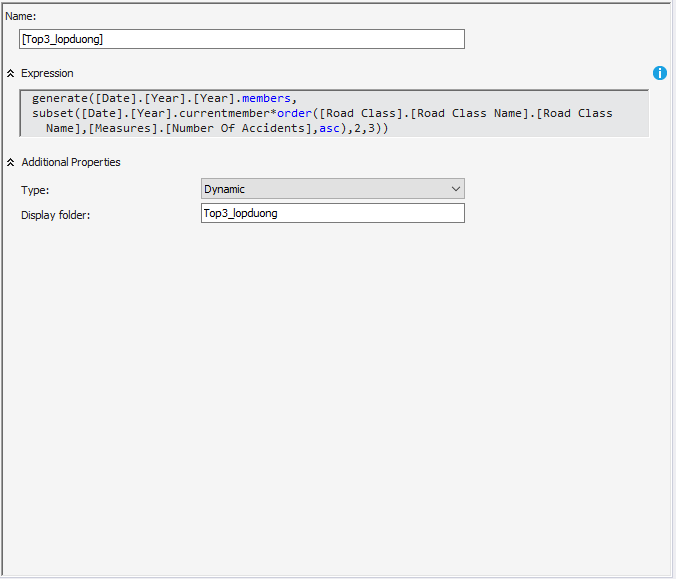 Name:
[Top3_lopduong]
Expression
generate([Date].[Year].[Year].members,
subset([Date].[Year].currentmember*order([Road Class].[Road Class Name].[Road Class
Name],[Measures].[Number Of Accidents],asc),2,3))
Additional Properties
Type:
Dynamic
Display folder:
Top3_lopduong